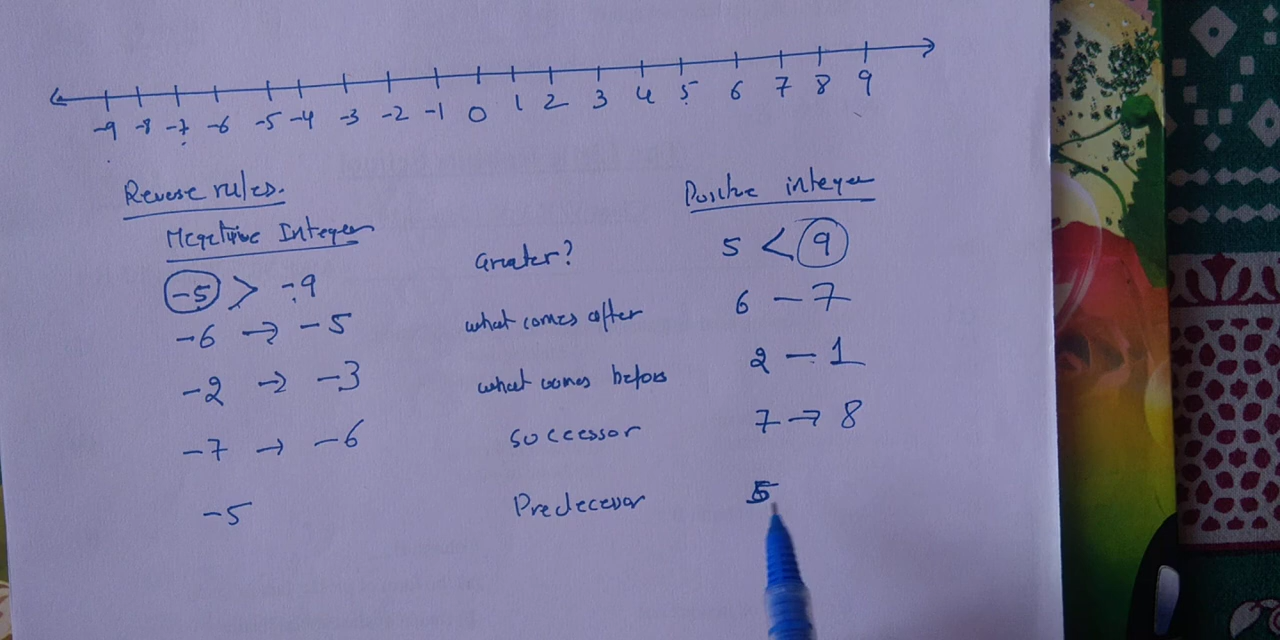 -9 -8 -7 -6 -5 -4 -3 -2 -1 0 1 2 3 4 5 6 7 8 9
Reverse rules.
Positive integer
Negative Integer
Greater?
5 < 9
-5 > -9
what comes after
6 - 7
-6 → -5
what comes before
2 - 1
-2 → -3
successor
7 → 8
-7 → -6
Predecessor
5
-5